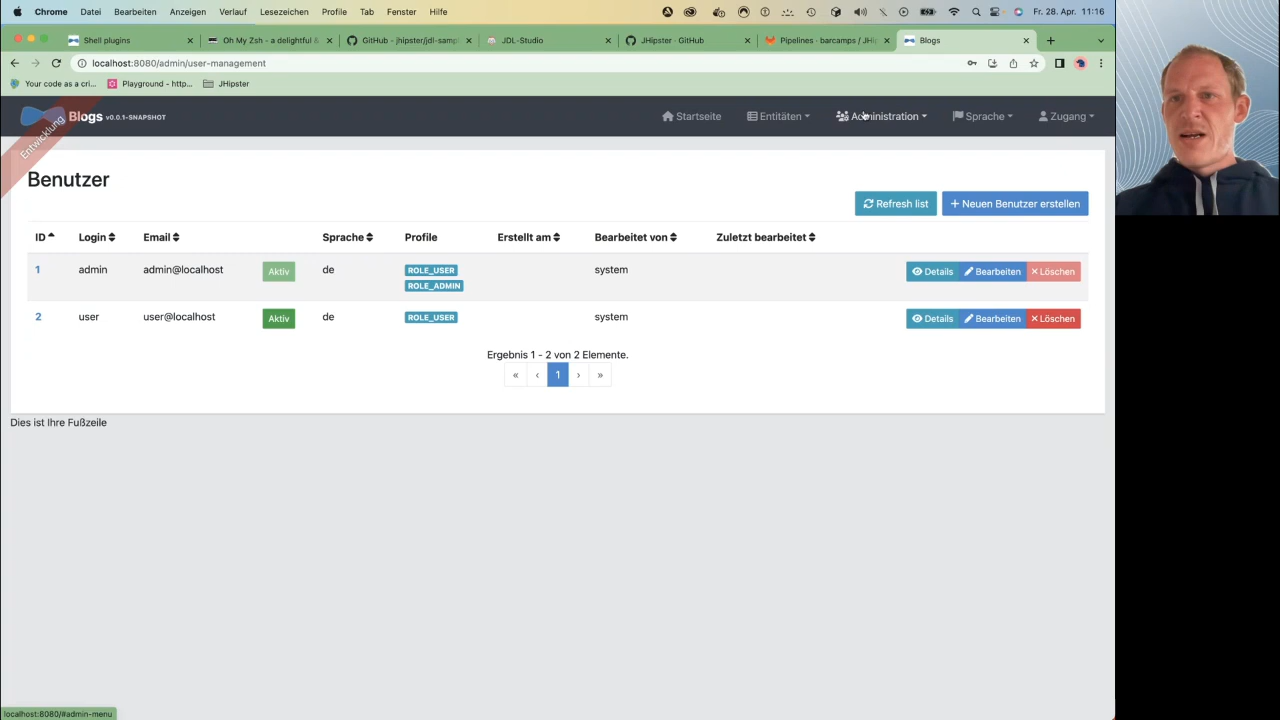 Chrome Datei Bearbeiten Anzeigen Verlauf Lesezeichen Profile Tab Fenster Hilfe Fr. 28. Apr. 11:16
Shell plugins Oh My Zsh - a delightful & GitHub - jhipster/jdl-samp JDL-Studio JHipster · GitHub Pipelines · barcamps / JHip Blogs
localhost:8080/admin/user-management
Your code as a cri... Playground - http... JHipster
Entwicklung
Blogs v0.0.1-SNAPSHOT Startseite Entitäten Administration Sprache Zugang
Benutzer
Refresh list + Neuen Benutzer erstellen
ID Login Email Sprache Profile Erstellt am Bearbeitet von Zuletzt bearbeitet
1 admin admin@localhost Aktiv de ROLE_USER system Details Bearbeiten Löschen
ROLE_ADMIN
2 user user@localhost Aktiv de ROLE_USER system Details Bearbeiten Löschen
Ergebnis 1 - 2 von 2 Elemente.
« ‹ 1 › »
Dies ist Ihre Fußzeile
localhost:8080/#admin-menu